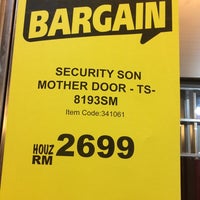 BARGAIN
SECURITY SON
MOTHER DOOR - TS-
8193SM
Item Code:341061
HOUZ
RM 2699